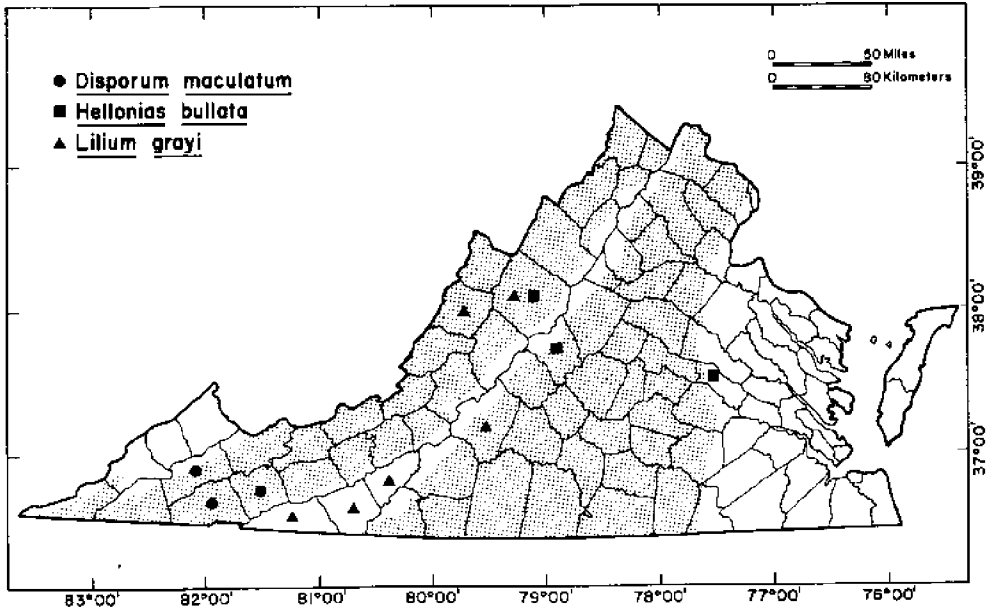 Disporum maculatum
Hellonias bullata
Lilium grayi
0 50 Miles
0 80 Kilometers
39°00'
38°00'
37°00'
83°00' 82°00' 81°00' 80°00' 79°00' 78°00' 77°00' 76°00'